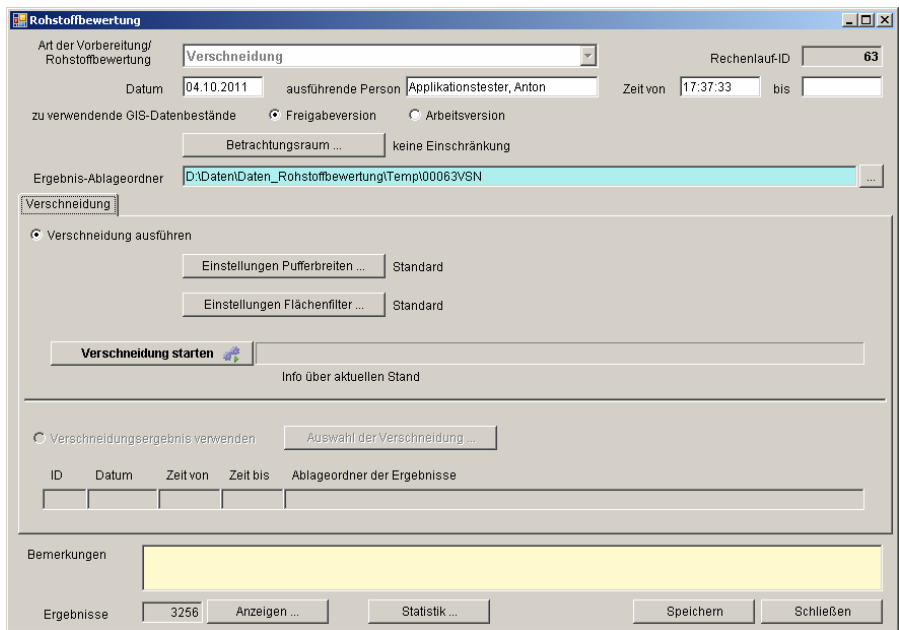 Rohstoffbewertung
Art der Vorbereitung/
Rohstoffbewertung
Verschneidung
Rechenlauf-ID 63
Datum 04.10.2011 ausführende Person Applikationstester, Anton Zeit von 17:37:33 bis
zu verwendende GIS-Datenbestände Freigabeversion Arbeitsversion
Betrachtungsraum ... keine Einschränkung
Ergebnis-Ablageordner D:\Daten\Daten_Rohstoffbewertung\Temp\00063VSN ...
Verschneidung
Verschneidung ausführen
Einstellungen Pufferbreiten ... Standard
Einstellungen Flächenfilter ... Standard
Verschneidung starten
Info über aktuellen Stand
Verschneidungsergebnis verwenden Auswahl der Verschneidung ...
ID Datum Zeit von Zeit bis Ablageordner der Ergebnisse
Bemerkungen
Ergebnisse 3256 Anzeigen ... Statistik ... Speichern Schließen